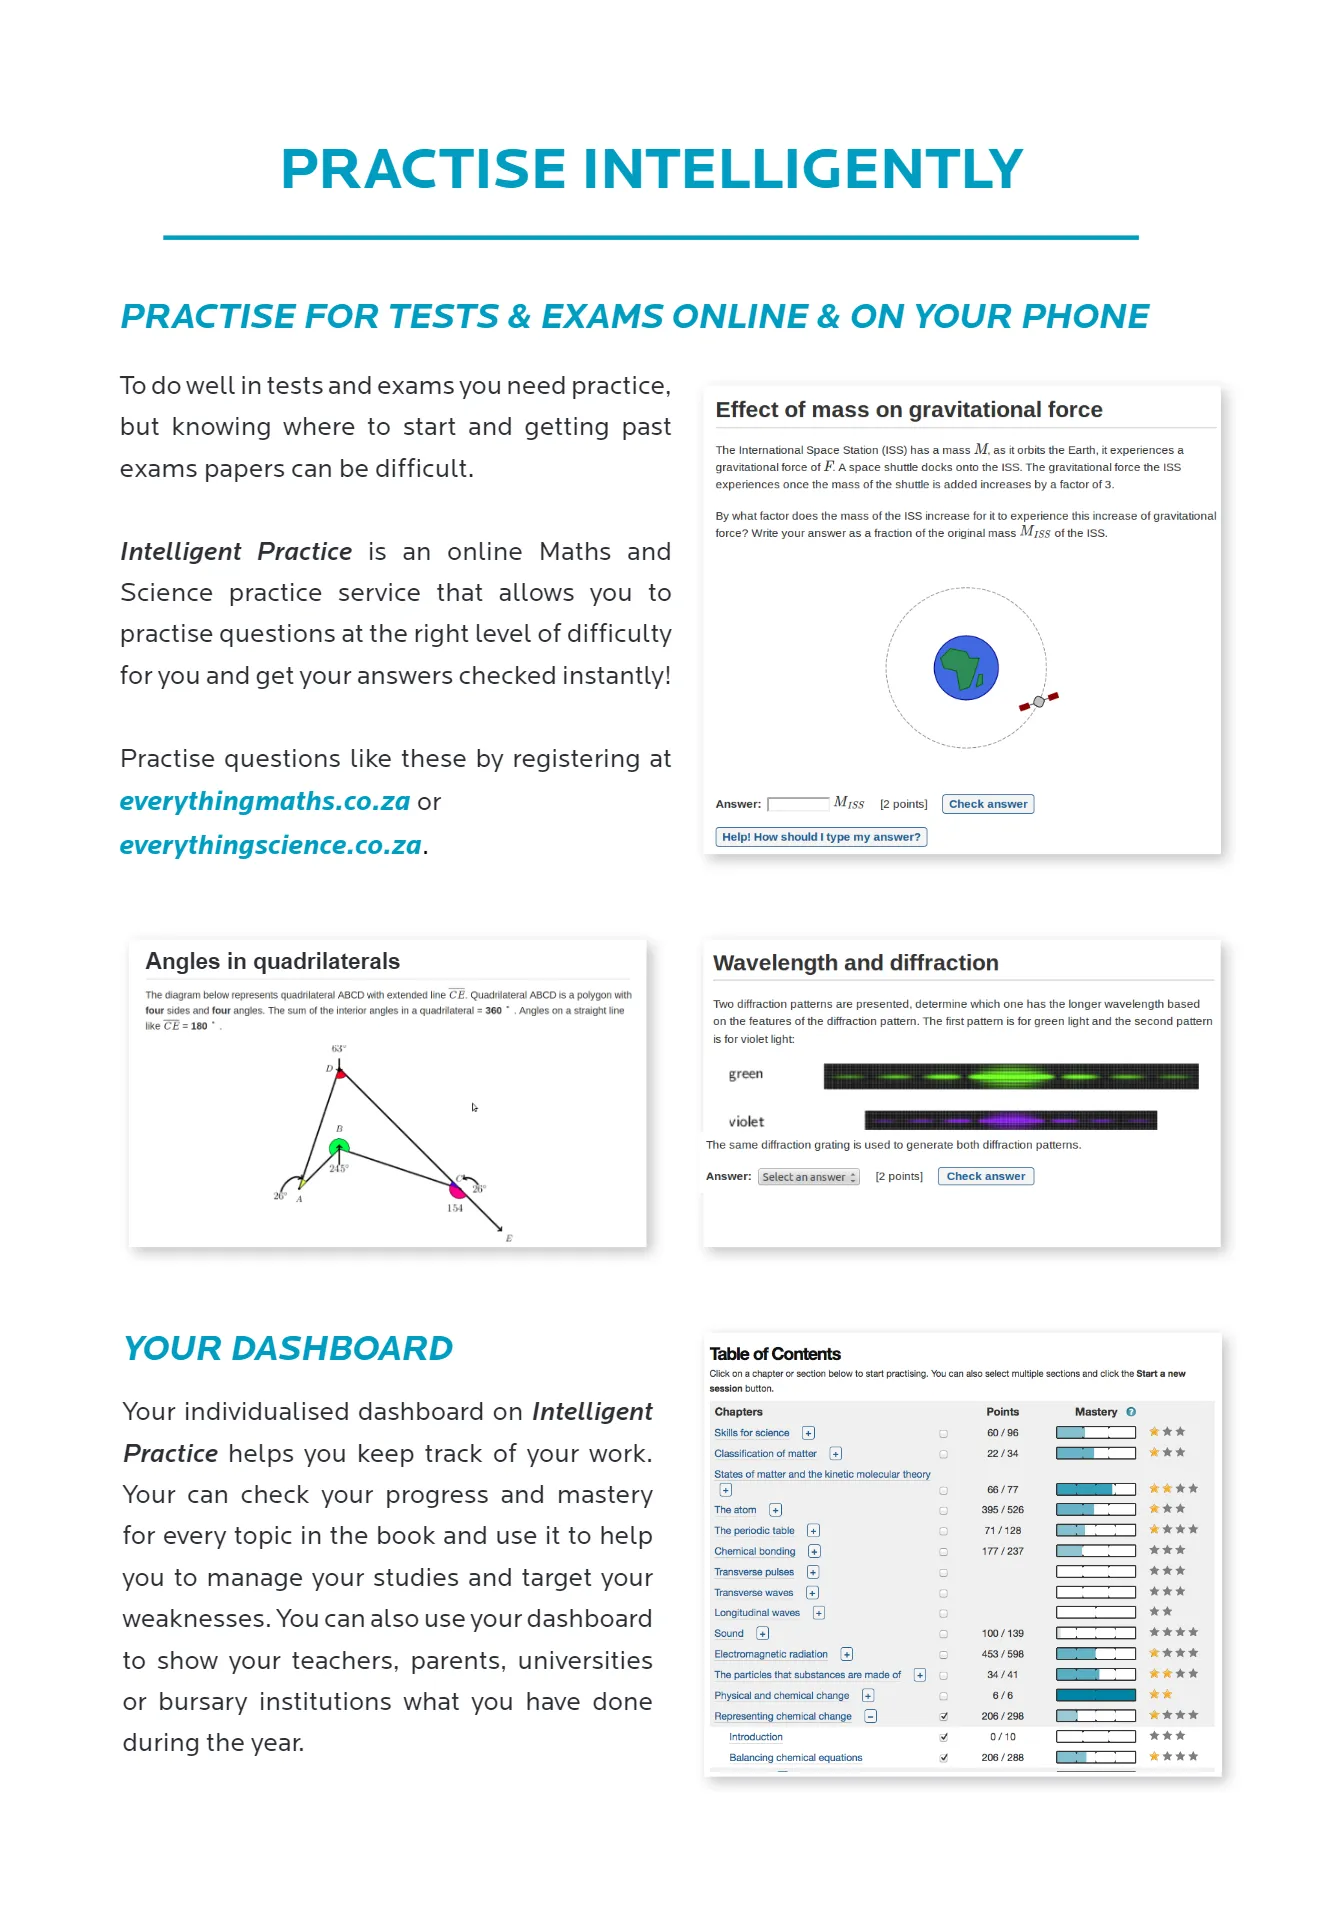 PRACTISE INTELLIGENTLY
PRACTISE FOR TESTS & EXAMS ONLINE & ON YOUR PHONE
To do well in tests and exams you need practice,
but knowing where to start and getting past
exams papers can be difficult.
Intelligent Practice is an online Maths and
Science practice service that allows you to
practise questions at the right level of difficulty
for you and get your answers checked instantly!
Practise questions like these by registering at
everythingmaths.co.za or
everythingscience.co.za.
Effect of mass on gravitational force
The International Space Station (ISS) has a mass M, as it orbits the Earth, it experiences a
gravitational force of F. A space shuttle docks onto the ISS. The gravitational force the ISS
experiences once the mass of the shuttle is added increases by a factor of 3.
By what factor does the mass of the ISS increase for it to experience this increase of gravitational
force? Write your answer as a fraction of the original mass M_ISS of the ISS.
Answer: M_ISS [2 points] Check answer
Help! How should I type my answer?
Angles in quadrilaterals
The diagram below represents quadrilateral ABCD with extended line CE. Quadrilateral ABCD is a polygon with
four sides and four angles. The sum of the interior angles in a quadrilateral = 360 °. Angles on a straight line
like CE = 180 °.
63°
D
B
245°
26° A
C 26°
154
E
Wavelength and diffraction
Two diffraction patterns are presented, determine which one has the longer wavelength based
on the features of the diffraction pattern. The first pattern is for green light and the second pattern
is for violet light:
green
violet
The same diffraction grating is used to generate both diffraction patterns.
Answer: Select an answer [2 points] Check answer
YOUR DASHBOARD
Your individualised dashboard on Intelligent
Practice helps you keep track of your work.
Your can check your progress and mastery
for every topic in the book and use it to help
you to manage your studies and target your
weaknesses. You can also use your dashboard
to show your teachers, parents, universities
or bursary institutions what you have done
during the year.
Table of Contents
Click on a chapter or section below to start practising. You can also select multiple sections and click the Start a new
session button.
Chapters Points Mastery ?
Skills for science + 60 / 96
Classification of matter + 22 / 34
States of matter and the kinetic molecular theory
+ 66 / 77
The atom + 395 / 526
The periodic table + 71 / 128
Chemical bonding + 177 / 237
Transverse pulses +
Transverse waves +
Longitudinal waves +
Sound + 100 / 139
Electromagnetic radiation + 453 / 598
The particles that substances are made of + 34 / 41
Physical and chemical change + 6 / 6
Representing chemical change − 206 / 298
Introduction 0 / 10
Balancing chemical equations 206 / 288